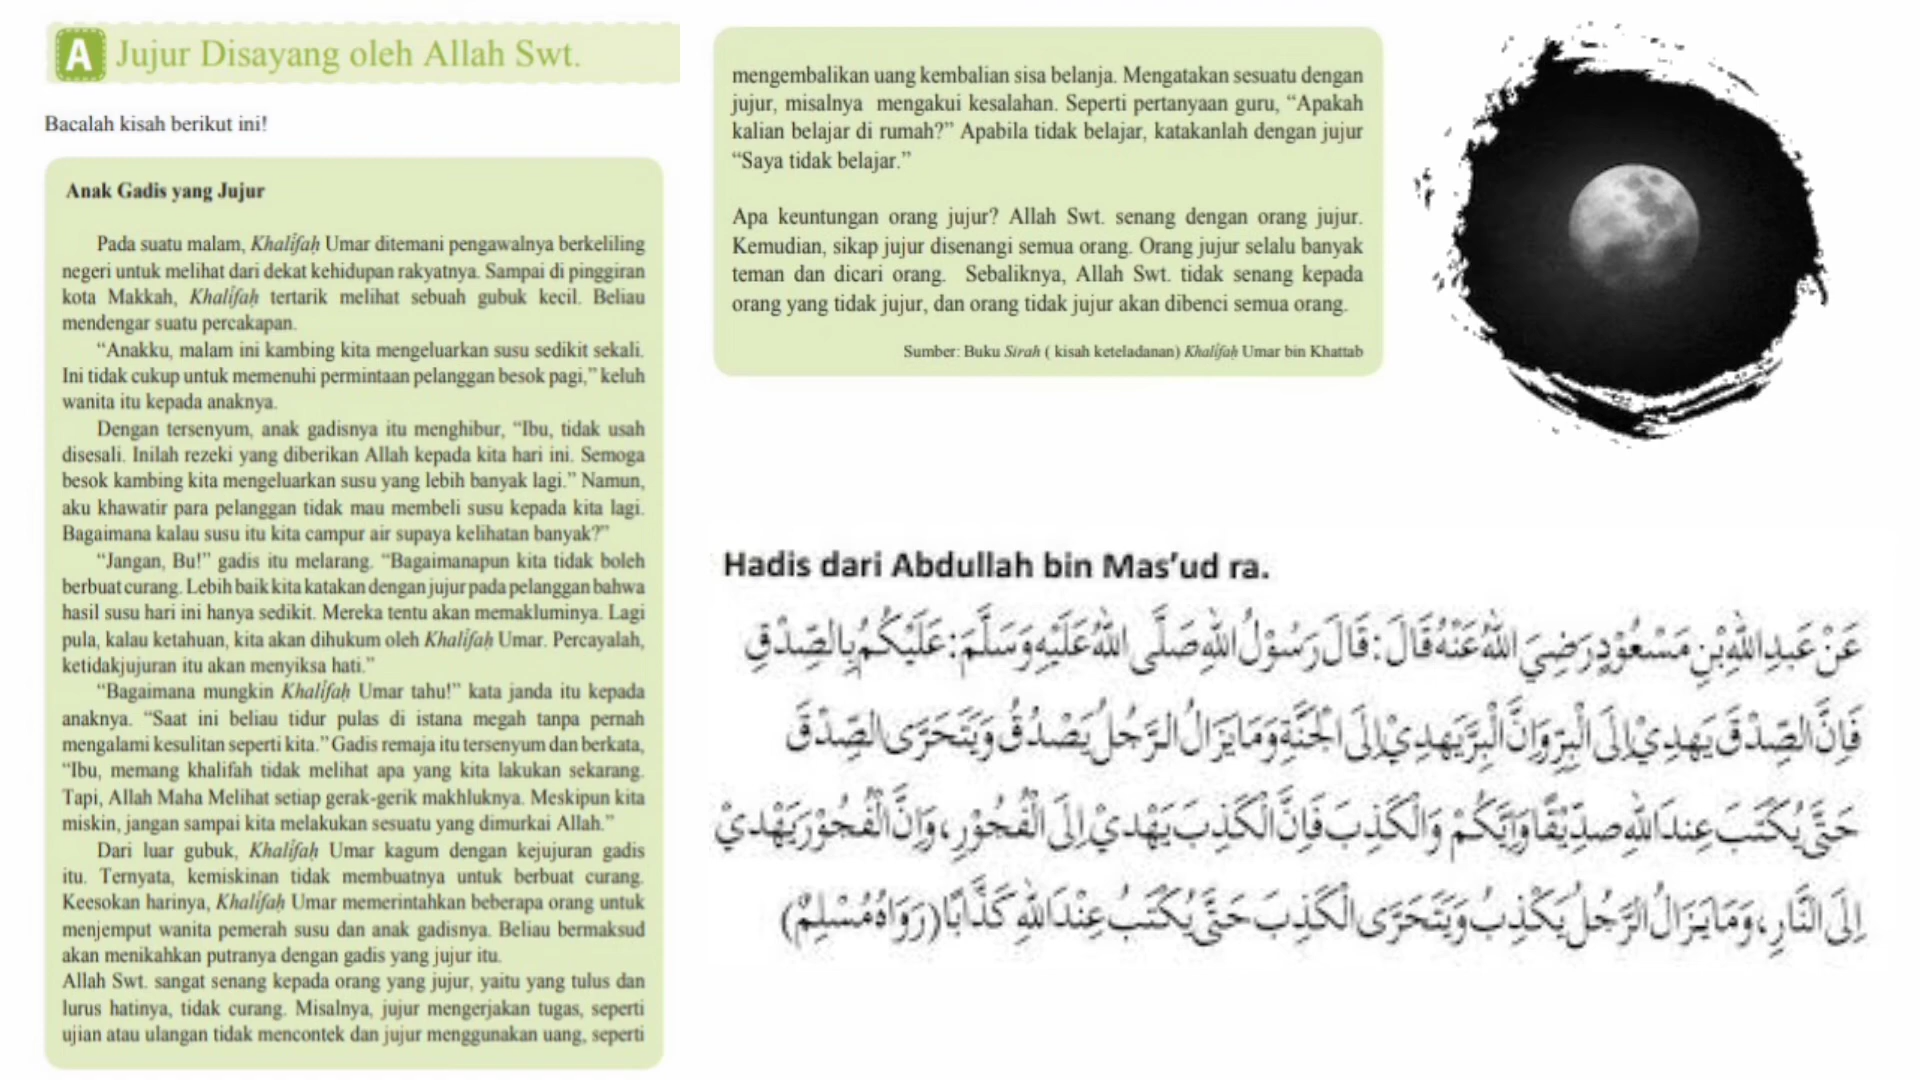 A Jujur Disayang oleh Allah Swt.
Bacalah kisah berikut ini!
Anak Gadis yang Jujur
Pada suatu malam, Khalĩfaḥ Umar ditemani pengawalnya berkeliling
negeri untuk melihat dari dekat kehidupan rakyatnya. Sampai di pinggiran
kota Makkah, Khalĩfaḥ tertarik melihat sebuah gubuk kecil. Beliau
mendengar suatu percakapan.
“Anakku, malam ini kambing kita mengeluarkan susu sedikit sekali.
Ini tidak cukup untuk memenuhi permintaan pelanggan besok pagi,” keluh
wanita itu kepada anaknya.
Dengan tersenyum, anak gadisnya itu menghibur, “Ibu, tidak usah
disesali. Inilah rezeki yang diberikan Allah kepada kita hari ini. Semoga
besok kambing kita mengeluarkan susu yang lebih banyak lagi.” Namun,
aku khawatir para pelanggan tidak mau membeli susu kepada kita lagi.
Bagaimana kalau susu itu kita campur air supaya kelihatan banyak?”
“Jangan, Bu!” gadis itu melarang. “Bagaimanapun kita tidak boleh
berbuat curang. Lebih baik kita katakan dengan jujur pada pelanggan bahwa
hasil susu hari ini hanya sedikit. Mereka tentu akan memakluminya. Lagi
pula, kalau ketahuan, kita akan dihukum oleh Khalĩfaḥ Umar. Percayalah,
ketidakjujuran itu akan menyiksa hati.”
“Bagaimana mungkin Khalĩfaḥ Umar tahu!” kata janda itu kepada
anaknya. “Saat ini beliau tidur pulas di istana megah tanpa pernah
mengalami kesulitan seperti kita.” Gadis remaja itu tersenyum dan berkata,
“Ibu, memang khalifah tidak melihat apa yang kita lakukan sekarang.
Tapi, Allah Maha Melihat setiap gerak-gerik makhluknya. Meskipun kita
miskin, jangan sampai kita melakukan sesuatu yang dimurkai Allah.”
Dari luar gubuk, Khalĩfaḥ Umar kagum dengan kejujuran gadis
itu. Ternyata, kemiskinan tidak membuatnya untuk berbuat curang.
Keesokan harinya, Khalĩfaḥ Umar memerintahkan beberapa orang untuk
menjemput wanita pemerah susu dan anak gadisnya. Beliau bermaksud
akan menikahkan putranya dengan gadis yang jujur itu.
Allah Swt. sangat senang kepada orang yang jujur, yaitu yang tulus dan
lurus hatinya, tidak curang. Misalnya, jujur mengerjakan tugas, seperti
ujian atau ulangan tidak mencontek dan jujur menggunakan uang, seperti
mengembalikan uang kembalian sisa belanja. Mengatakan sesuatu dengan
jujur, misalnya mengakui kesalahan. Seperti pertanyaan guru, “Apakah
kalian belajar di rumah?” Apabila tidak belajar, katakanlah dengan jujur
“Saya tidak belajar.”
Apa keuntungan orang jujur? Allah Swt. senang dengan orang jujur.
Kemudian, sikap jujur disenangi semua orang. Orang jujur selalu banyak
teman dan dicari orang. Sebaliknya, Allah Swt. tidak senang kepada
orang yang tidak jujur, dan orang tidak jujur akan dibenci semua orang.
Sumber: Buku Sirah ( kisah keteladanan) Khalĩfaḥ Umar bin Khattab
Hadis dari Abdullah bin Mas’ud ra.
عَنْ عَبدِ اللهِ بْنِ مَسْعُوْدٍ رَضِيَ اللهُ عَنْهُ قَالَ: قَالَ رَسُوْلُ اللهِ صَلَّى اللهُ عَلَيْهِ وَسَلَّمَ: عَلَيْكُمْ بِالصِّدْقِ
فَاِنَّ الصِّدْقَ يَهْدِيْ إِلَى الْبِرِّ وَإِنَّ الْبِرَّ يَهْدِيْ إِلَى الْجَنَّةِ وَمَا يَزَالُ الرَّجُلُ يَصْدُقُ وَيَتَحَرَّى الصِّدْقَ
حَتَّى يُكْتَبَ عِنْدَ اللهِ صِدِّيْقًا وَإِيَّاكُمْ وَالْكَذِبَ فَاِنَّ الْكَذِبَ يَهْدِيْ إِلَى الْفُجُوْرِ، وَاِنَّ الْفُجُوْرَ يَهْدِيْ
إِلَى النَّارِ، وَمَا يَزَالُ الرَّجُلُ يَكْذِبُ وَيَتَحَرَّى الْكَذِبَ حَتَّى يُكْتَبُ عِنْدَ اللهِ كَذَّابًا (رَوَاهُ مُسْلِمٌ)